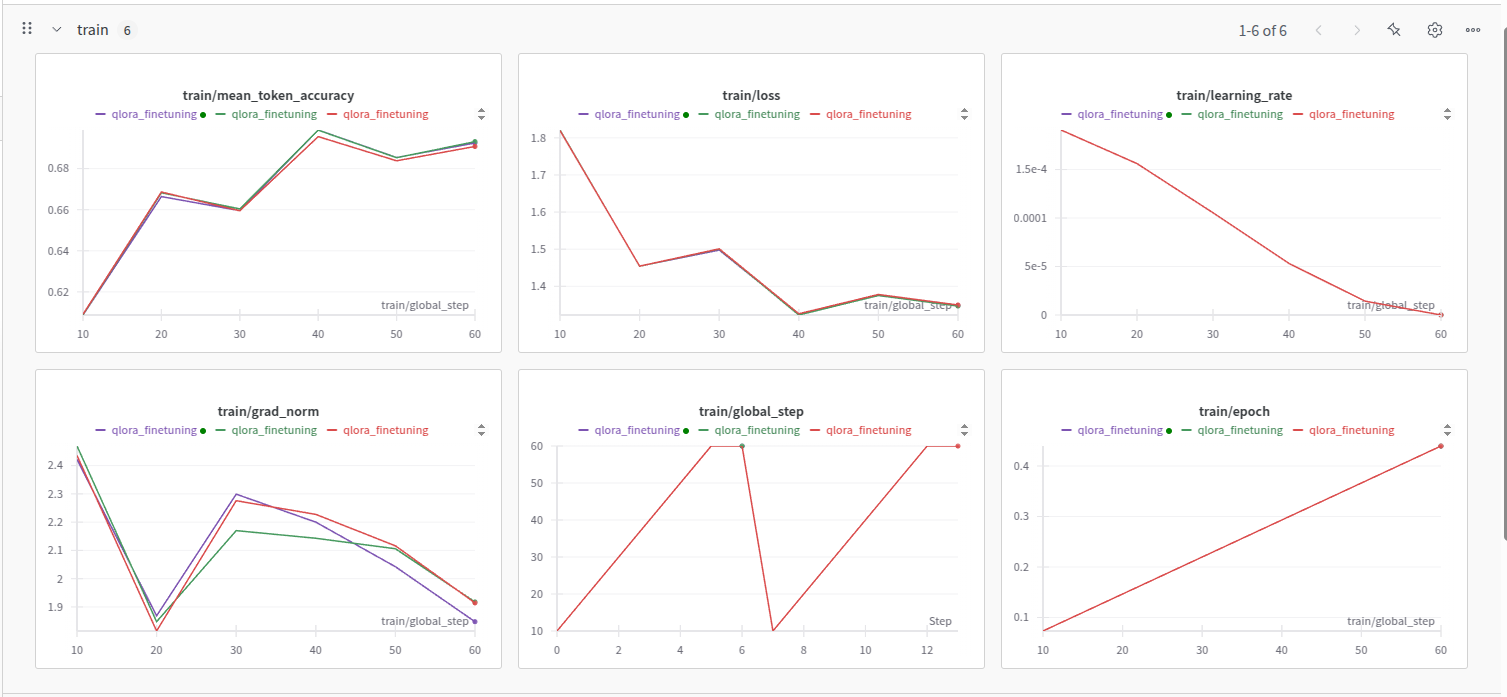 train 6 1-6 of 6
train/mean_token_accuracy
qlora_finetuning qlora_finetuning qlora_finetuning
0.68
0.66
0.64
0.62
train/global_step
10 20 30 40 50 60
train/loss
qlora_finetuning qlora_finetuning qlora_finetuning
1.8
1.7
1.6
1.5
1.4
train/global_step
10 20 30 40 50 60
train/learning_rate
qlora_finetuning qlora_finetuning qlora_finetuning
1.5e-4
0.0001
5e-5
0
train/global_step
10 20 30 40 50 60
train/grad_norm
qlora_finetuning qlora_finetuning qlora_finetuning
2.4
2.3
2.2
2.1
2
1.9
train/global_step
10 20 30 40 50 60
train/global_step
qlora_finetuning qlora_finetuning qlora_finetuning
60
50
40
30
20
10
Step
0 2 4 6 8 10 12
train/epoch
qlora_finetuning qlora_finetuning qlora_finetuning
0.4
0.3
0.2
0.1
train/global_step
10 20 30 40 50 60